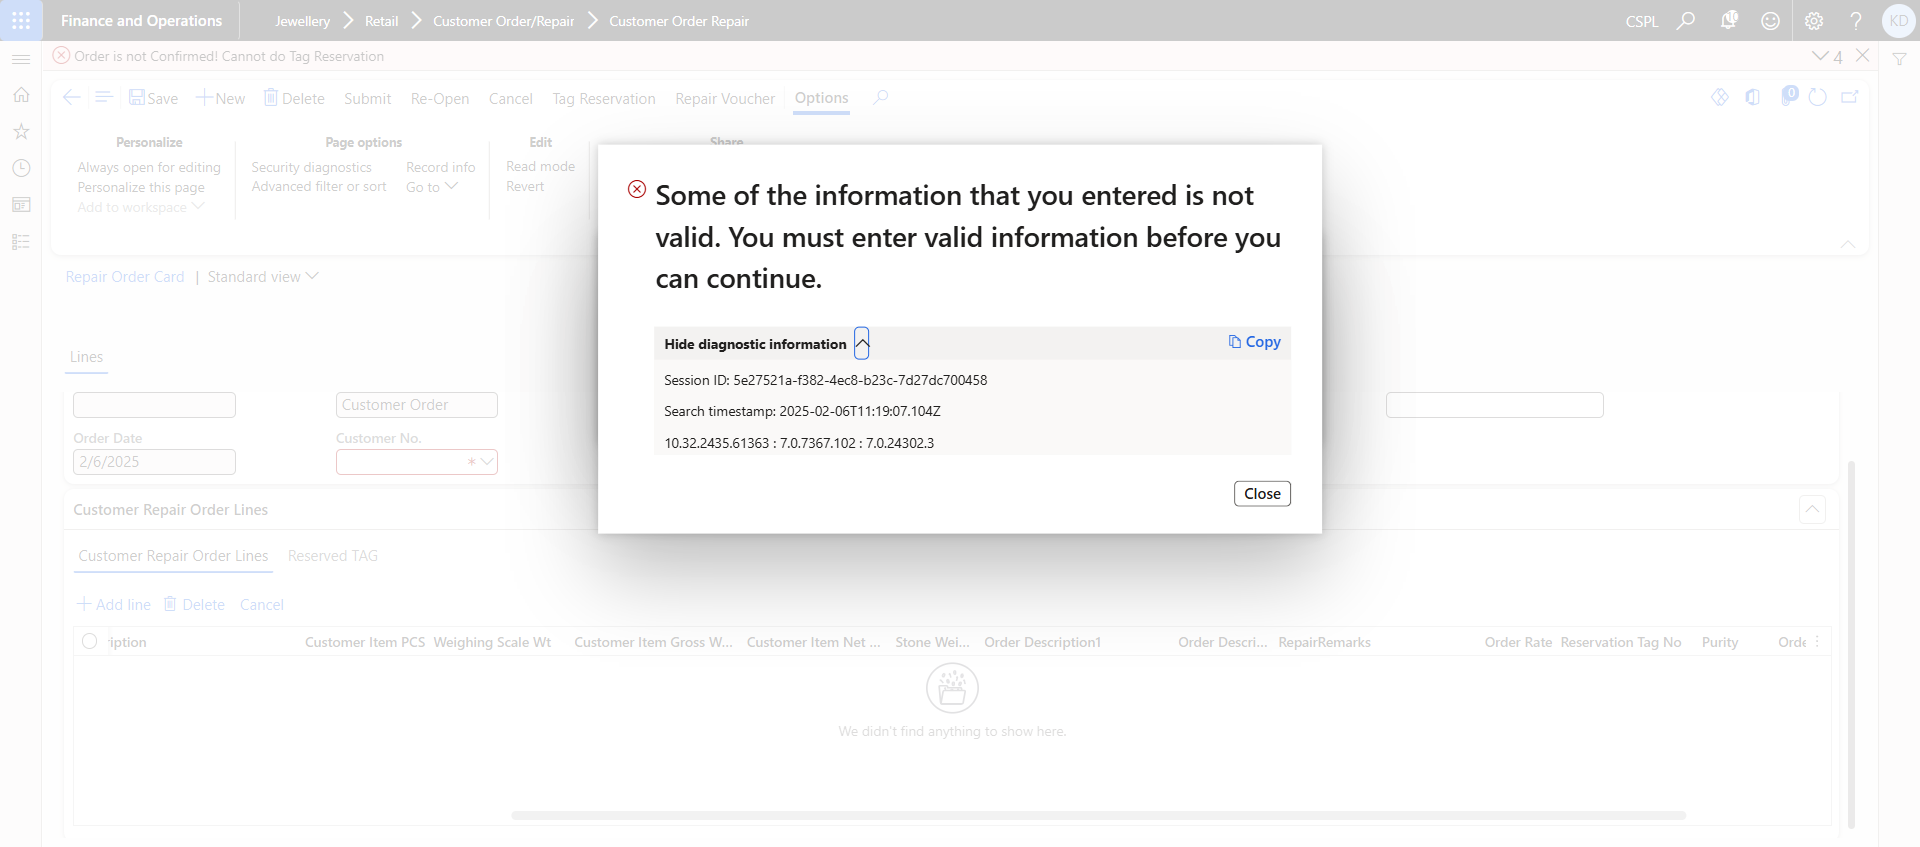 Finance and Operations
Jewellery
Retail
Customer Order/Repair
Customer Order Repair
CSPL
10
KD
Order is not Confirmed! Cannot do Tag Reservation
4
Save
New
Delete
Submit
Re-Open
Cancel
Tag Reservation
Repair Voucher
Options
0
Personalize
Always open for editing
Personalize this page
Add to workspace
Page options
Security diagnostics
Advanced filter or sort
Record info
Go to
Edit
Read mode
Revert
Share
Repair Order Card | Standard view
Lines
Customer Order
Order Date
2/6/2025
Customer No.
*
Some of the information that you entered is not
valid. You must enter valid information before you
can continue.
Hide diagnostic information
Copy
Session ID: 5e27521a-f382-4ec8-b23c-7d27dc700458
Search timestamp: 2025-02-06T11:19:07.104Z
10.32.2435.61363 : 7.0.7367.102 : 7.0.24302.3
Close
Customer Repair Order Lines
Customer Repair Order Lines
Reserved TAG
Add line
Delete
Cancel
ription
Customer Item PCS
Weighing Scale Wt
Customer Item Gross W...
Customer Item Net ...
Stone Wei...
Order Description1
Order Descri...
RepairRemarks
Order Rate
Reservation Tag No
Purity
Orde
We didn't find anything to show here.